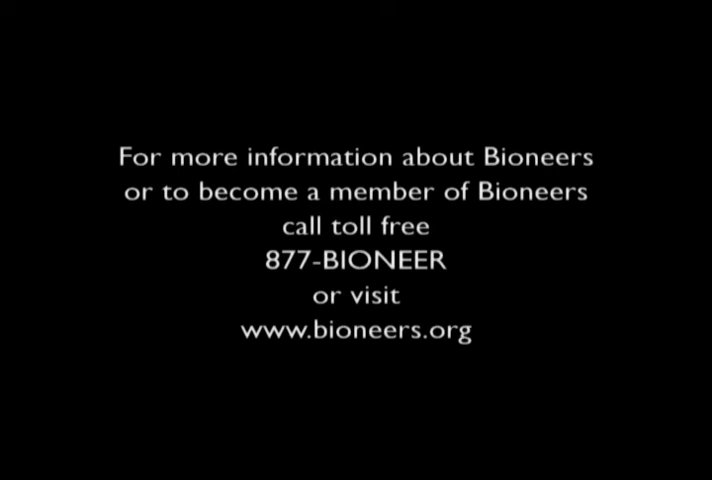 For more information about Bioneers
or to become a member of Bioneers
call toll free
877-BIONEER
or visit
www.bioneers.org